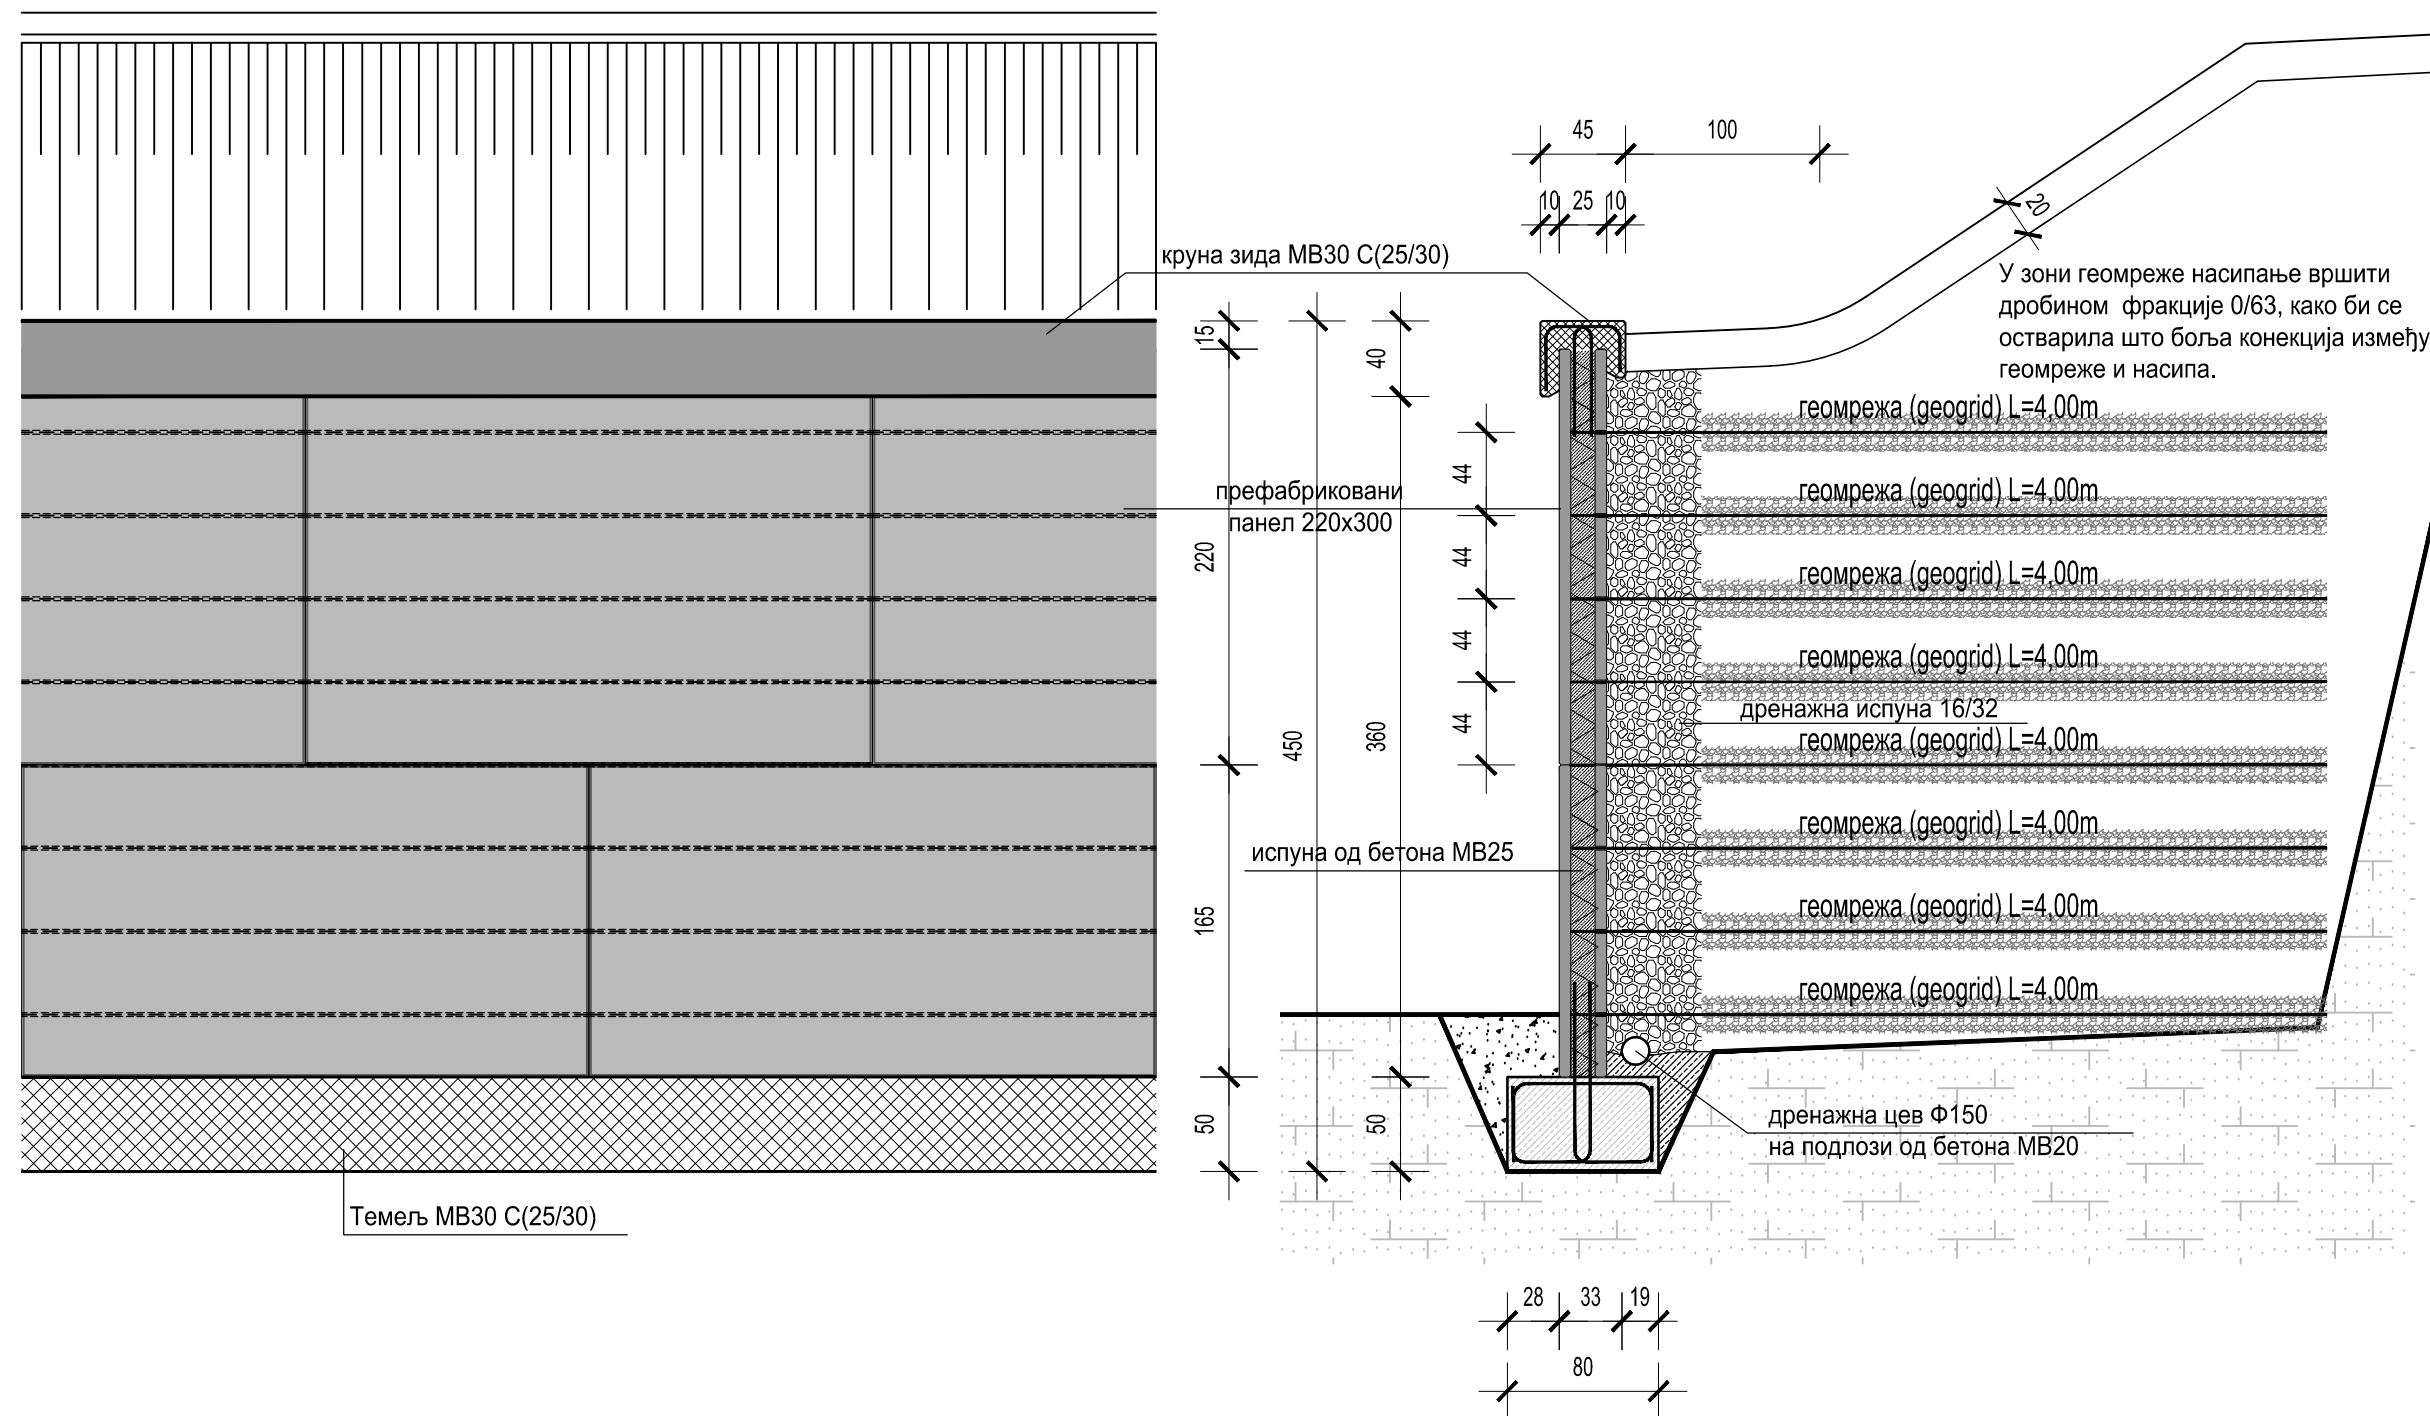 45
100
10
25
10
20
круна зида МВ30 С(25/30)
У зони геомреже насипање вршити
дробином фракције 0/63, како би се
остварила што боља конекција између
геомреже и насипа.
15
40
геомрежа (geogrid) L=4,00m
44
префабриковани
панел 220x300
геомрежа (geogrid) L=4,00m
220
44
геомрежа (geogrid) L=4,00m
44
геомрежа (geogrid) L=4,00m
дренажна испуна 16/32
44
450
360
геомрежа (geogrid) L=4,00m
геомрежа (geogrid) L=4,00m
испуна од бетона МВ25
165
геомрежа (geogrid) L=4,00m
геомрежа (geogrid) L=4,00m
50
50
дренажна цев Ф150
на подлози од бетона МВ20
Темељ МВ30 С(25/30)
28
33
19
80